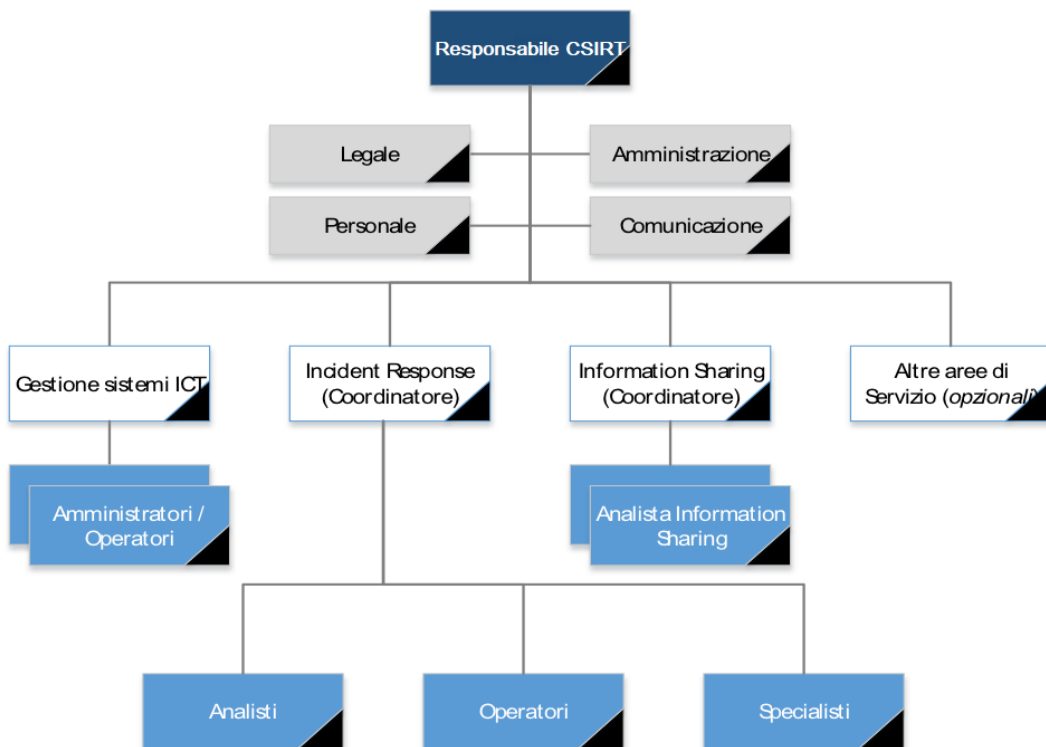 Responsabile CSIRT
Legale
Amministrazione
Personale
Comunicazione
Gestione sistemi ICT
Incident Response
(Coordinatore)
Information Sharing
(Coordinatore)
Altre aree di
Servizio (opzionali)
Amministratori /
Operatori
Analista Information
Sharing
Analisti
Operatori
Specialisti